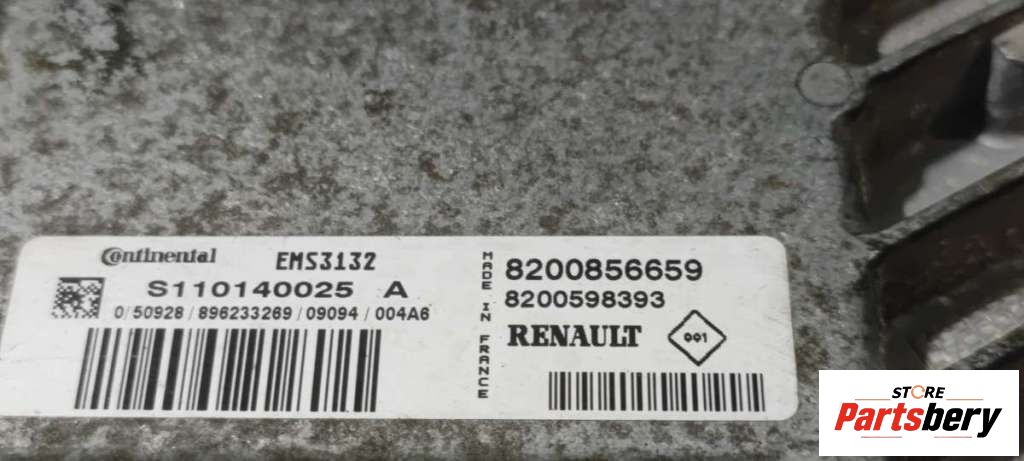 Continental EMS3132
S110140025 A
0/50928/896233269/09094/004A6
MADE IN FRANCE
8200856659
8200598393
RENAULT 001
STORE
Partsbery